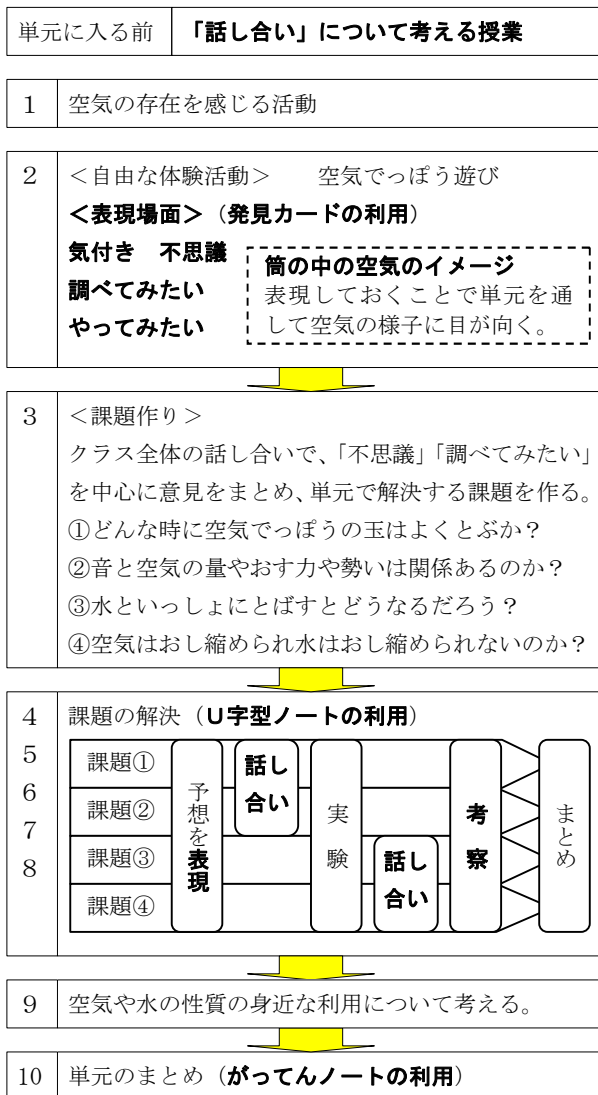 単元に入る前 「話し合い」について考える授業
1 空気の存在を感じる活動
2 ＜自由な体験活動＞ 空気でっぽう遊び
＜表現場面＞（発見カードの利用）
気付き 不思議
調べてみたい
やってみたい
筒の中の空気のイメージ
表現しておくことで単元を通
して空気の様子に目が向く。
3 ＜課題作り＞
クラス全体の話し合いで、「不思議」「調べてみたい」
を中心に意見をまとめ、単元で解決する課題を作る。
①どんな時に空気でっぽうの玉はよくとぶか？
②音と空気の量やおす力や勢いは関係あるのか？
③水といっしょにとばすとどうなるだろう？
④空気はおし縮められ水はおし縮められないのか？
4 課題の解決（U字型ノートの利用）
5
6
7
8
課題①
課題②
課題③
課題④
予想を表現
話し
合い
実験
話し
合い
考察
まとめ
9 空気や水の性質の身近な利用について考える。
10 単元のまとめ（がってんノートの利用）